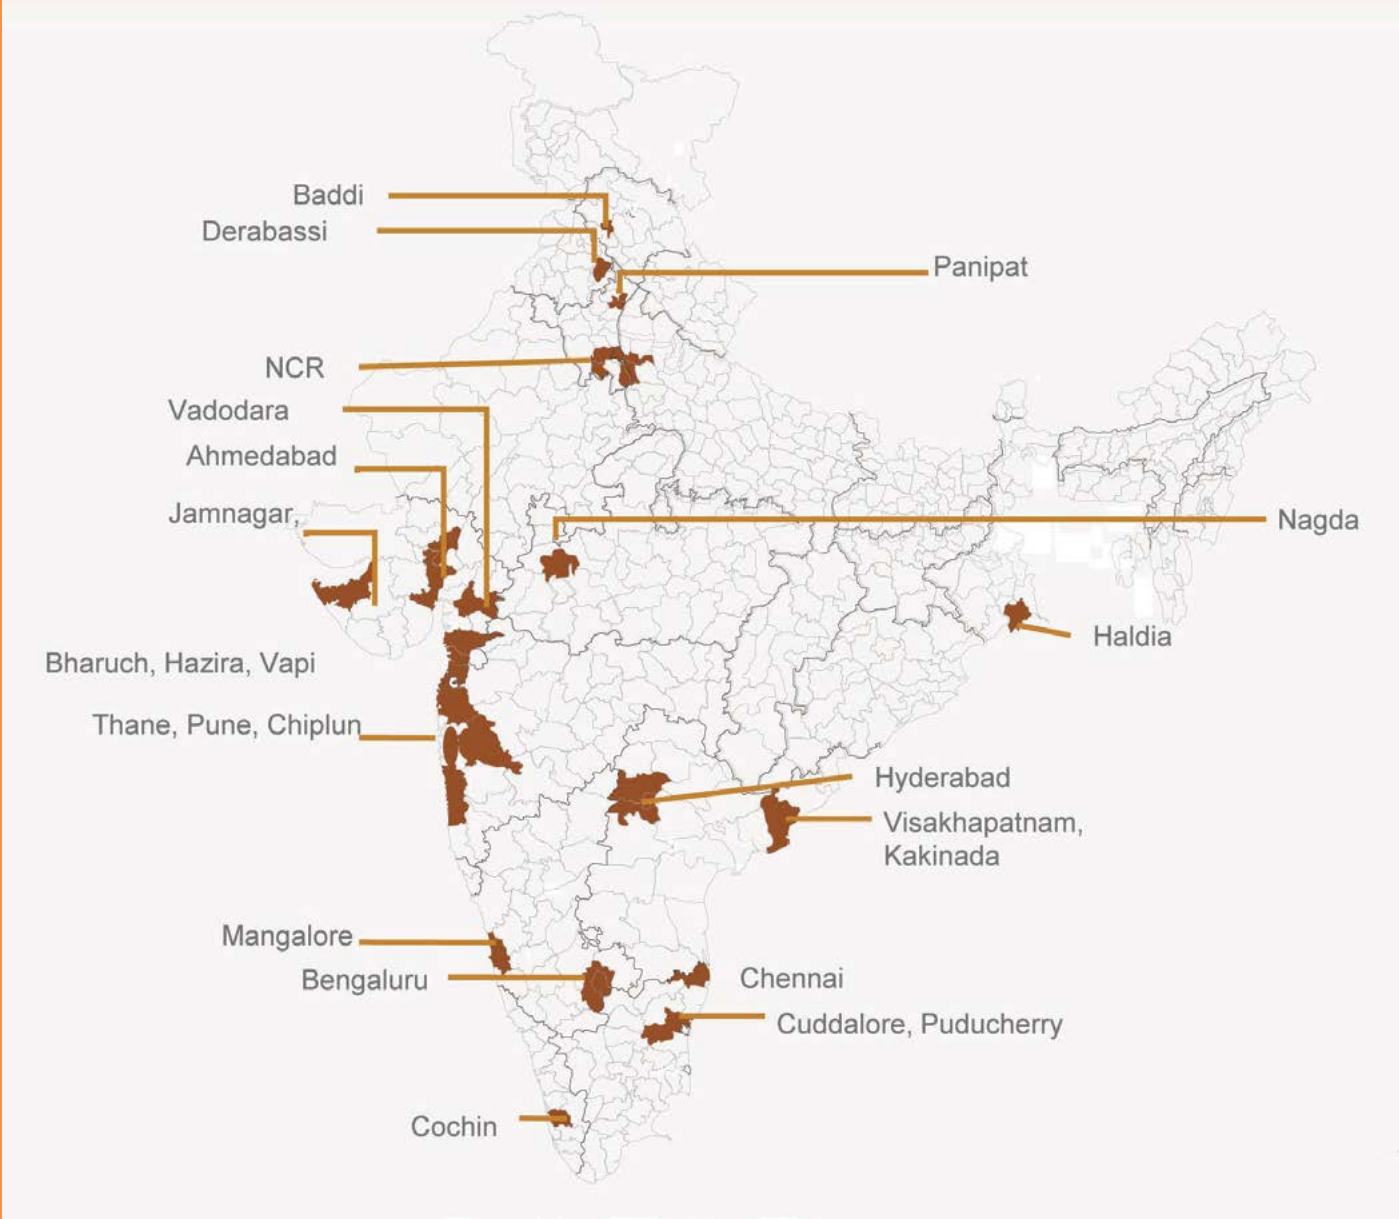 Baddi
Derabassi
Panipat
NCR
Vadodara
Ahmedabad
Jamnagar,
Nagda
Haldia
Bharuch, Hazira, Vapi
Thane, Pune, Chiplun
Hyderabad
Visakhapatnam,
Kakinada
Mangalore
Bengaluru
Chennai
Cuddalore, Puducherry
Cochin